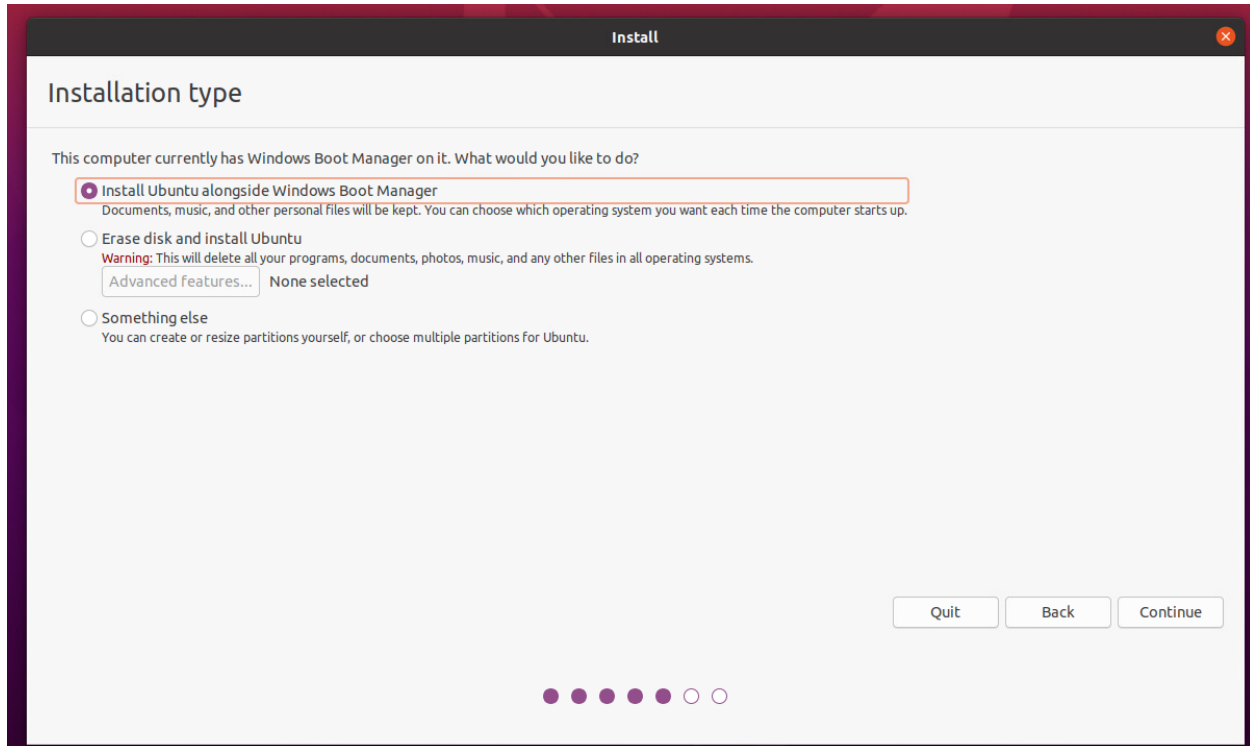 Install
Installation type
This computer currently has Windows Boot Manager on it. What would you like to do?
Install Ubuntu alongside Windows Boot Manager
Documents, music, and other personal files will be kept. You can choose which operating system you want each time the computer starts up.
Erase disk and install Ubuntu
Warning: This will delete all your programs, documents, photos, music, and any other files in all operating systems.
Advanced features... None selected
Something else
You can create or resize partitions yourself, or choose multiple partitions for Ubuntu.
Quit Back Continue